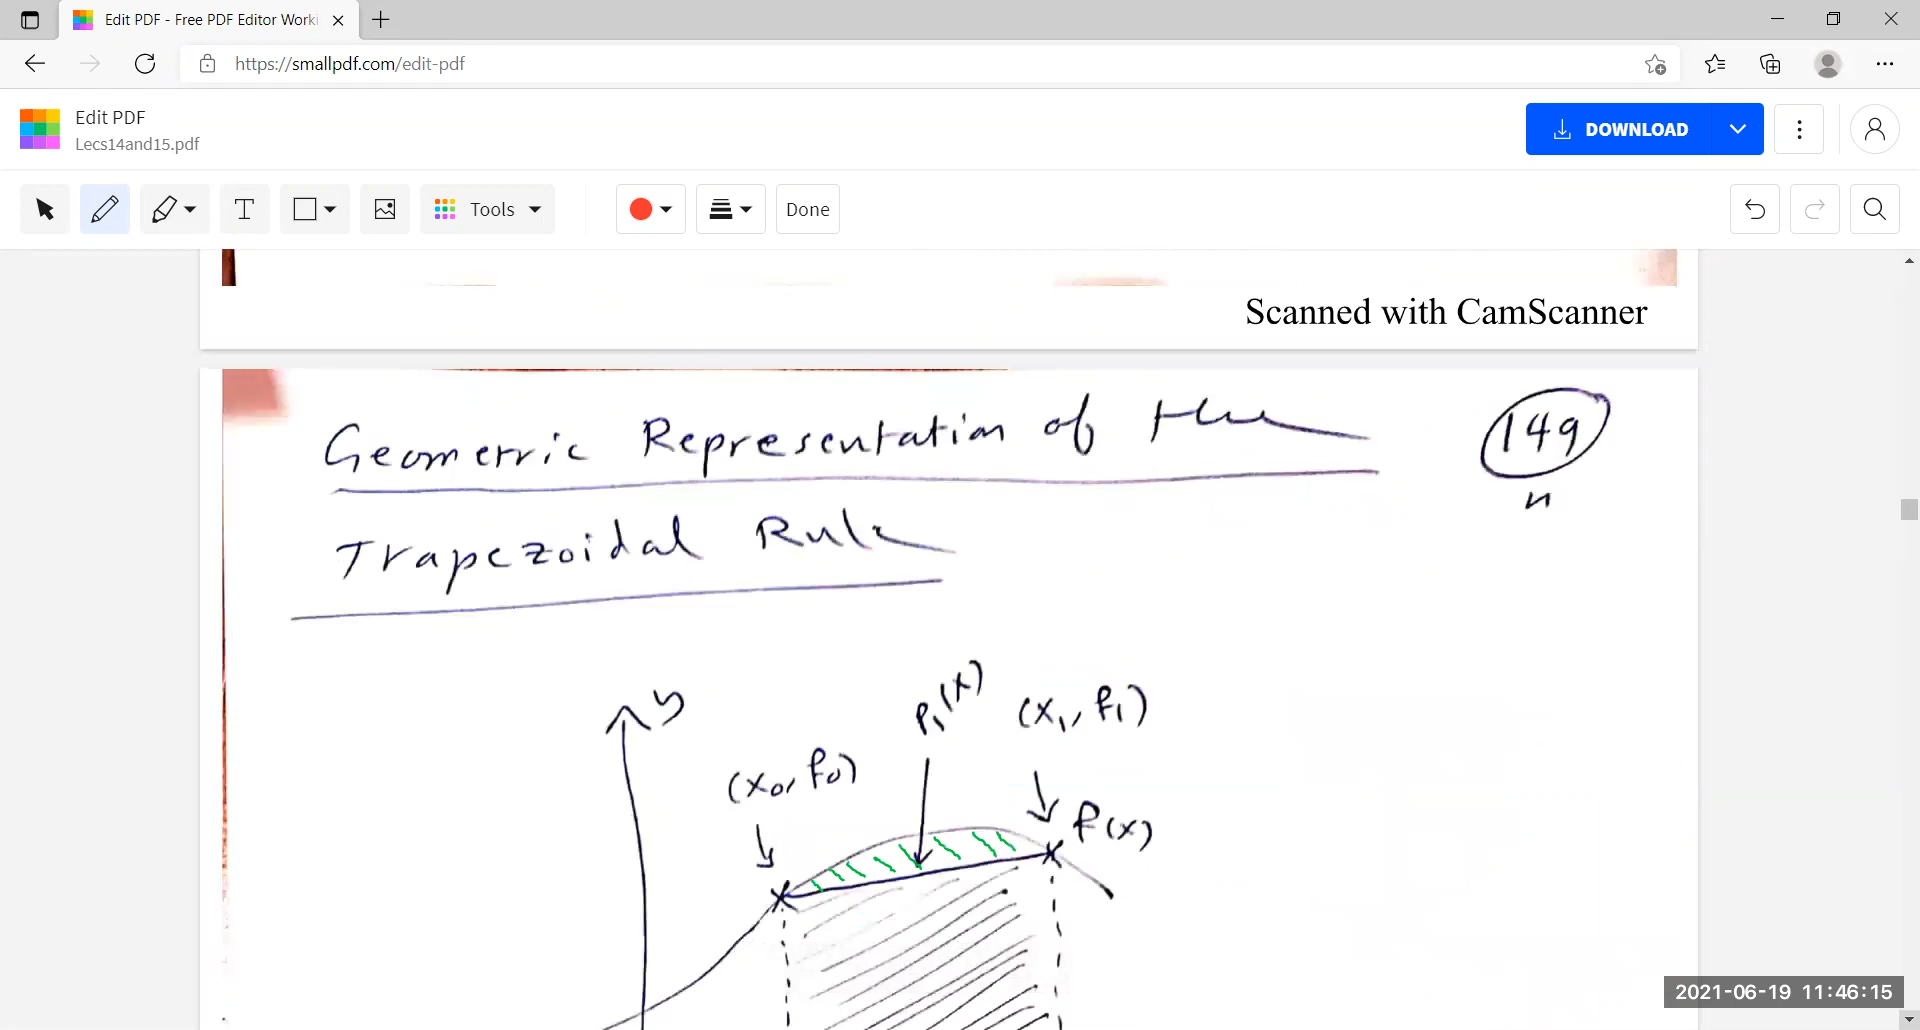 Edit PDF - Free PDF Editor Worki
https://smallpdf.com/edit-pdf
Edit PDF
Lecs14and15.pdf
DOWNLOAD
T
Tools
Done
Scanned with CamScanner
Geometric Representation of the
149
Trapezoidal Rule
y
P₁(x)
(x₁, f₁)
(x₀, f₀)
f(x)
2021-06-19 11:46:15